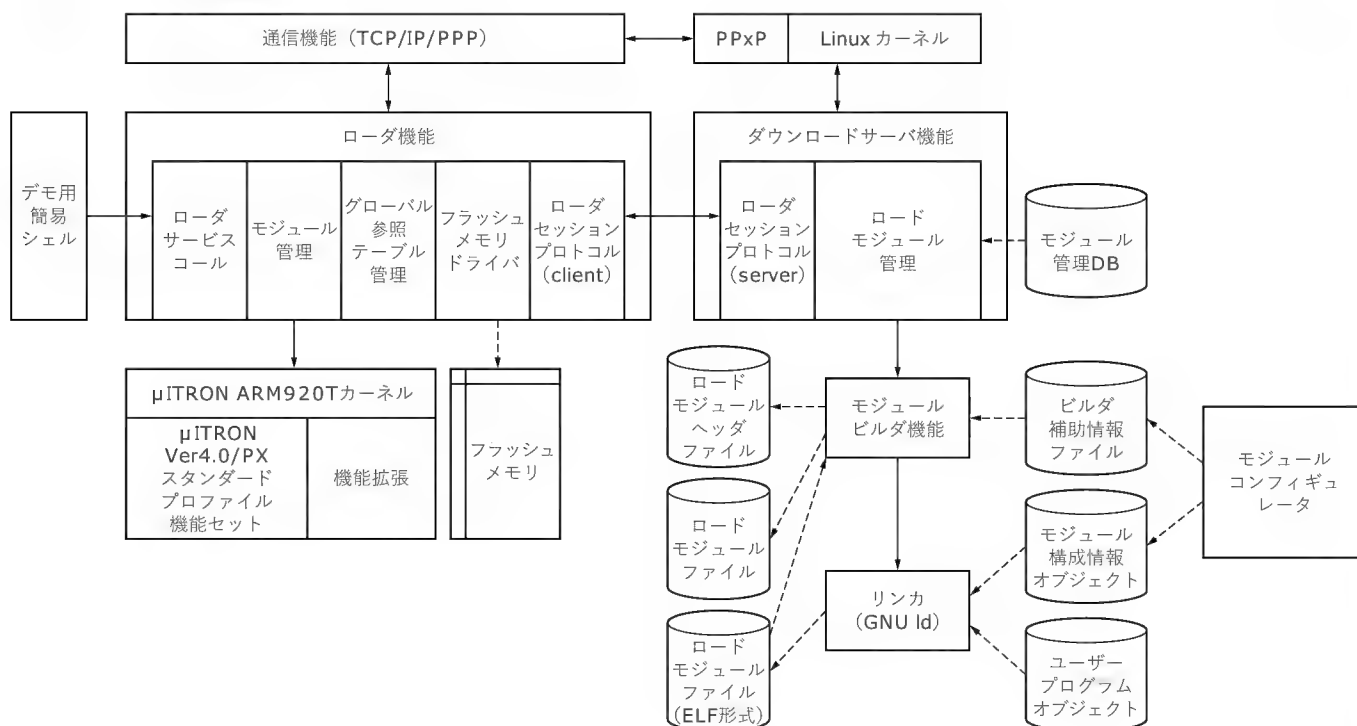 通信機能（TCP/IP/PPP）
PPxP
Linux カーネル
デモ用
簡易
シェル
ローダ機能
ローダ
サービス
コール
モジュール
管理
グローバル
参照
テーブル
管理
フラッシュ
メモリ
ドライバ
ローダ
セッション
プロトコル
（client）
ダウンロードサーバ機能
ローダ
セッション
プロトコル
（server）
ロード
モジュール
管理
モジュール
管理DB
μITRON ARM920Tカーネル
μITRON
Ver4.0/PX
スタンダード
プロファイル
機能セット
機能拡張
フラッシュ
メモリ
ロード
モジュール
ヘッダ
ファイル
モジュール
ビルダ機能
ビルダ
補助情報
ファイル
モジュール
コンフィギュ
レータ
ロード
モジュール
ファイル
モジュール
構成情報
オブジェクト
リンカ
（GNU ld）
ロード
モジュール
ファイル
(ELF形式)
ユーザー
プログラム
オブジェクト